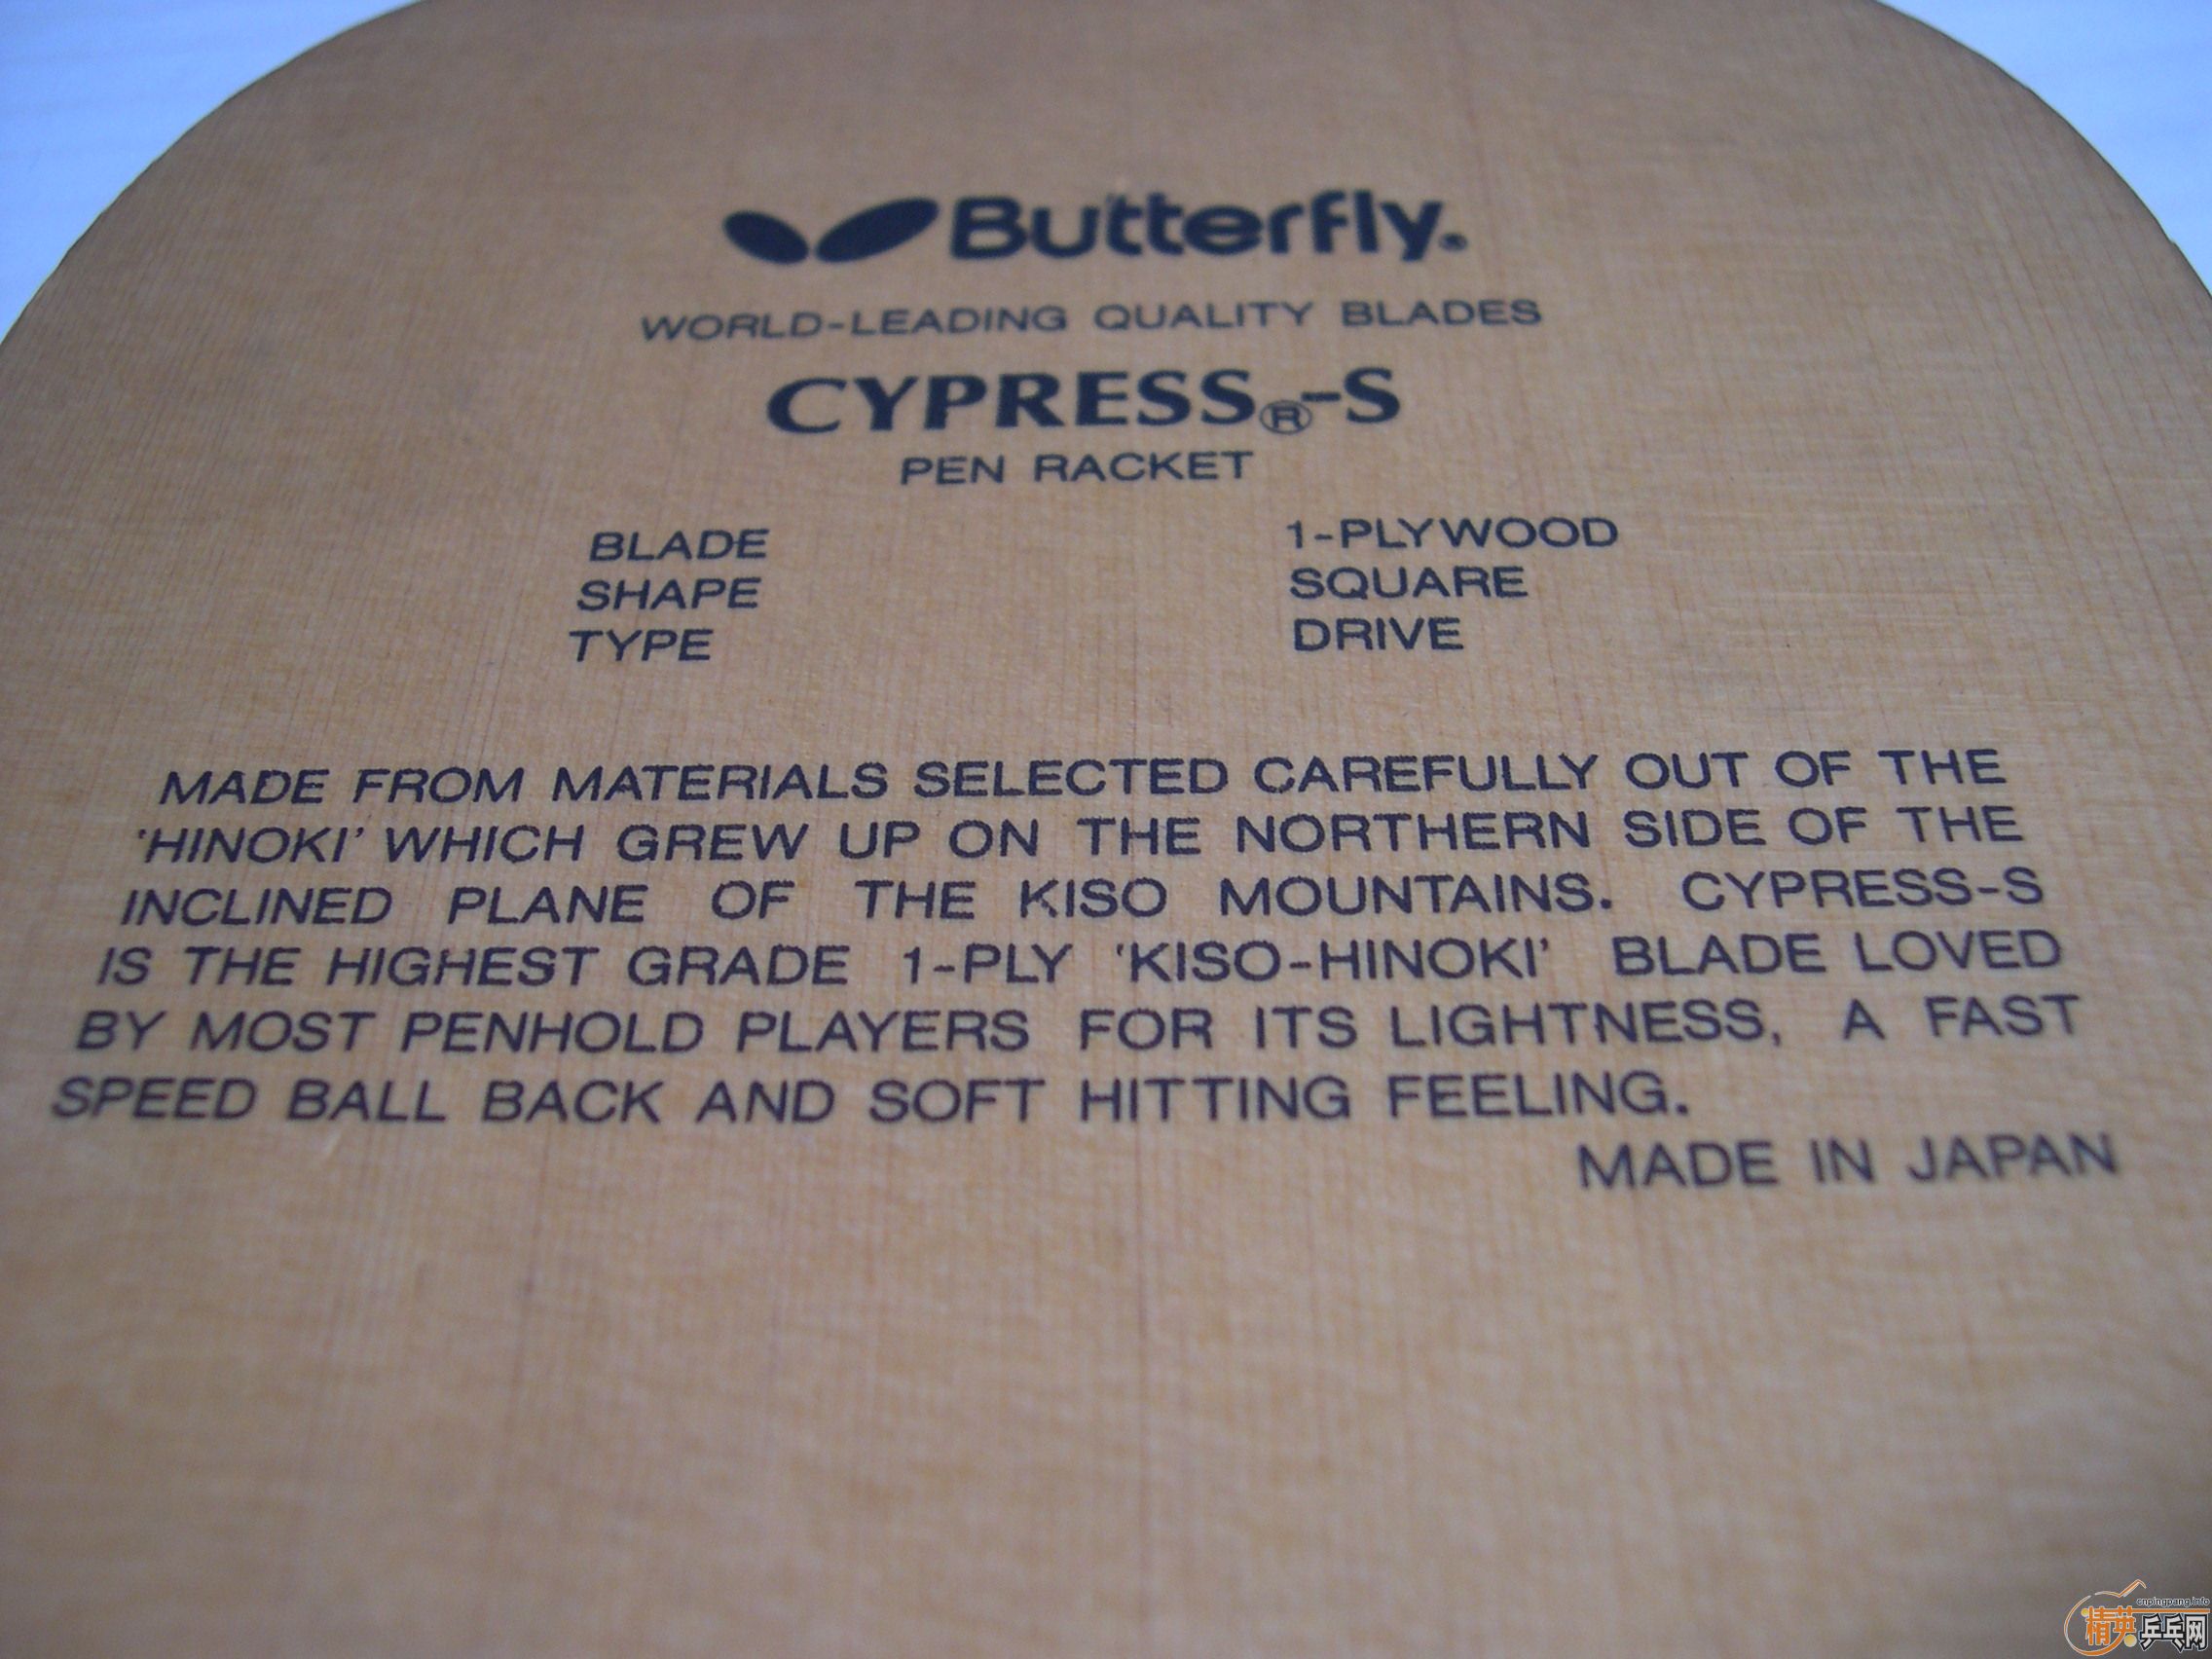 Butterfly®
WORLD-LEADING QUALITY BLADES
CYPRESS®-S
PEN RACKET
BLADE 1-PLYWOOD
SHAPE SQUARE
TYPE DRIVE
MADE FROM MATERIALS SELECTED CAREFULLY OUT OF THE
'HINOKI' WHICH GREW UP ON THE NORTHERN SIDE OF THE
INCLINED PLANE OF THE KISO MOUNTAINS. CYPRESS-S
IS THE HIGHEST GRADE 1-PLY 'KISO-HINOKI' BLADE LOVED
BY MOST PENHOLD PLAYERS FOR ITS LIGHTNESS, A FAST
SPEED BALL BACK AND SOFT HITTING FEELING.
MADE IN JAPAN
cnpingpang.info
精英乒乓网